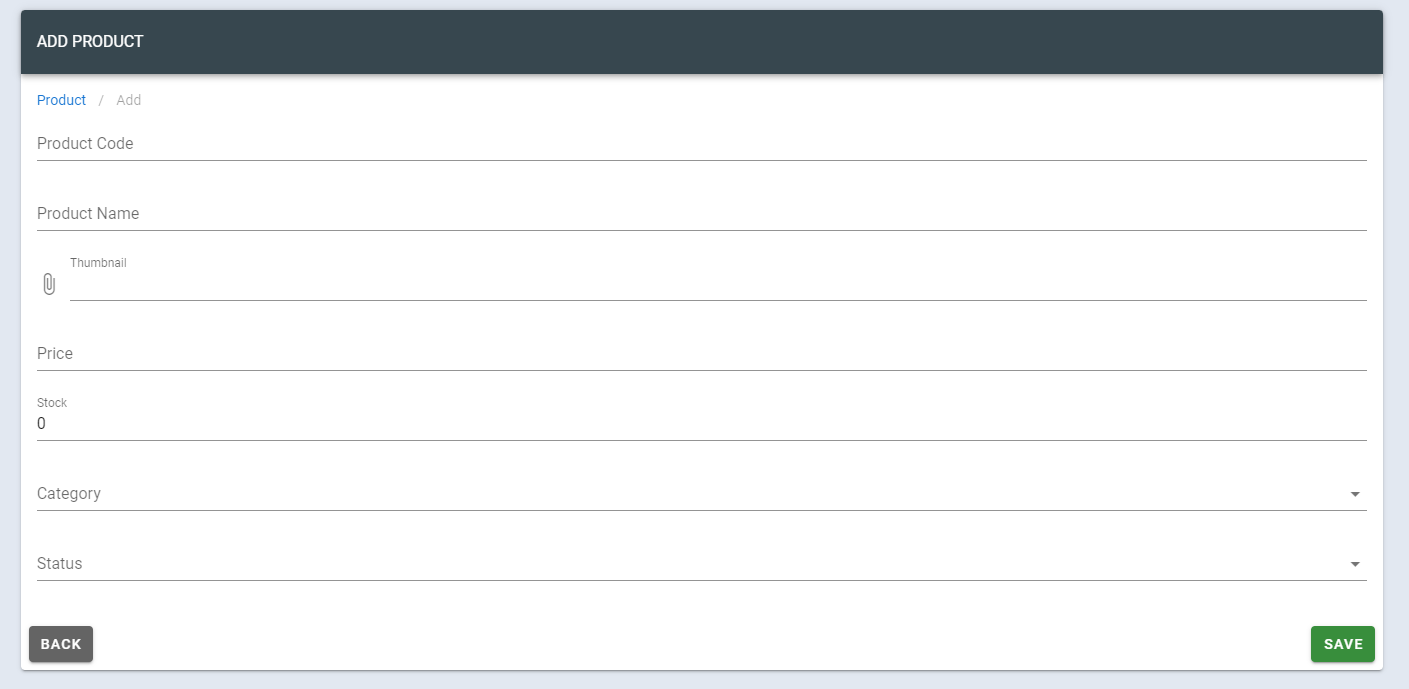 ADD PRODUCT
Product / Add
Product Code
Product Name
Thumbnail
Price
Stock
0
Category
Status
BACK SAVE